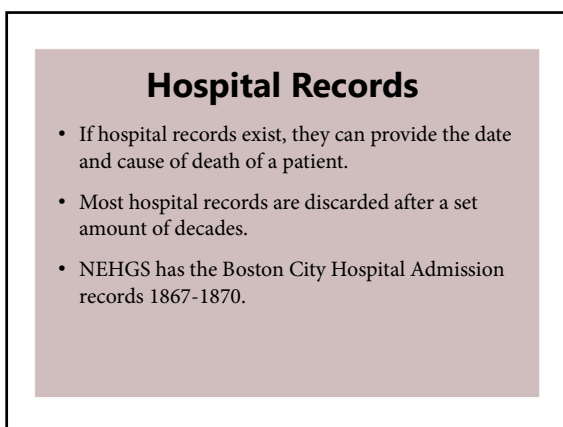 Hospital Records
• If hospital records exist, they can provide the date
and cause of death of a patient.
• Most hospital records are discarded after a set
amount of decades.
• NEHGS has the Boston City Hospital Admission
records 1867-1870.